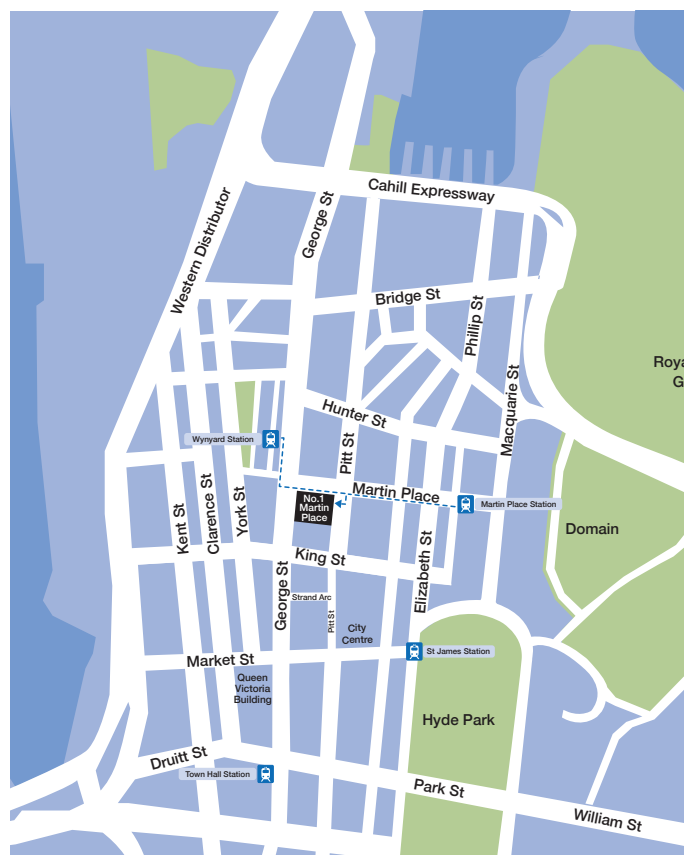 Cahill Expressway
George St
Western Distributor
Bridge St
Phillip St
Macquarie St
Hunter St
Pitt St
Wynyard Station
Martin Place
Martin Place Station
No.1
Martin
Place
Domain
Kent St
Clarence St
York St
King St
Elizabeth St
George St
Strand Arc
Pitt St
City
Centre
Market St
St James Station
Queen
Victoria
Building
Hyde Park
Druitt St
Town Hall Station
Park St
William St
Roya
G